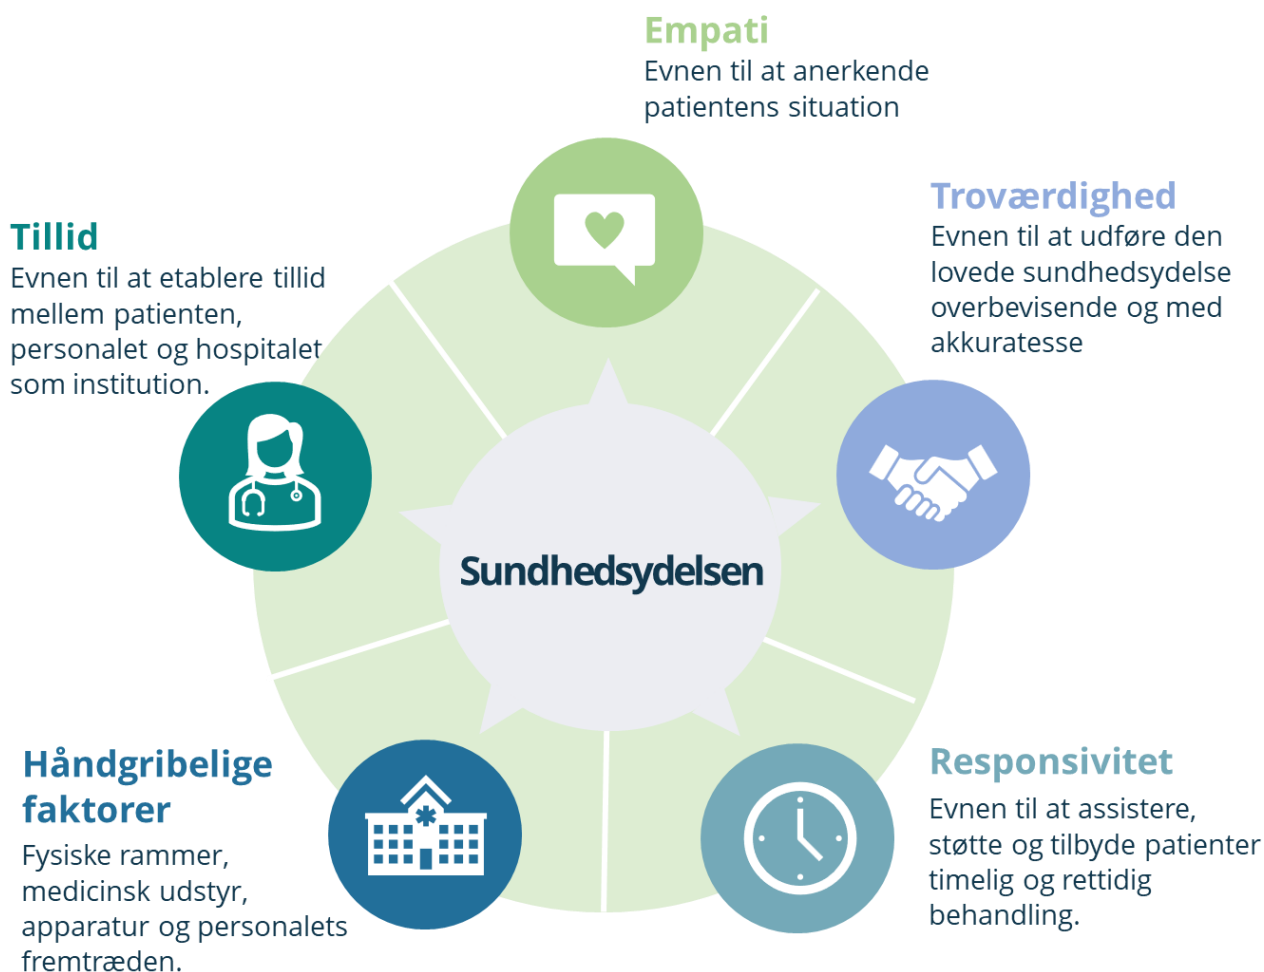 Empati
Evnen til at anerkende
patientens situation
Troværdighed
Evnen til at udføre den
lovede sundhedsydelse
overbevisende og med
akkuratesse
Tillid
Evnen til at etablere tillid
mellem patienten,
personalet og hospitalet
som institution.
Sundhedsydelsen
Håndgribelige
faktorer
Fysiske rammer,
medicinsk udstyr,
apparatur og personalets
fremtræden.
Responsivitet
Evnen til at assistere,
støtte og tilbyde patienter
timelig og rettidig
behandling.